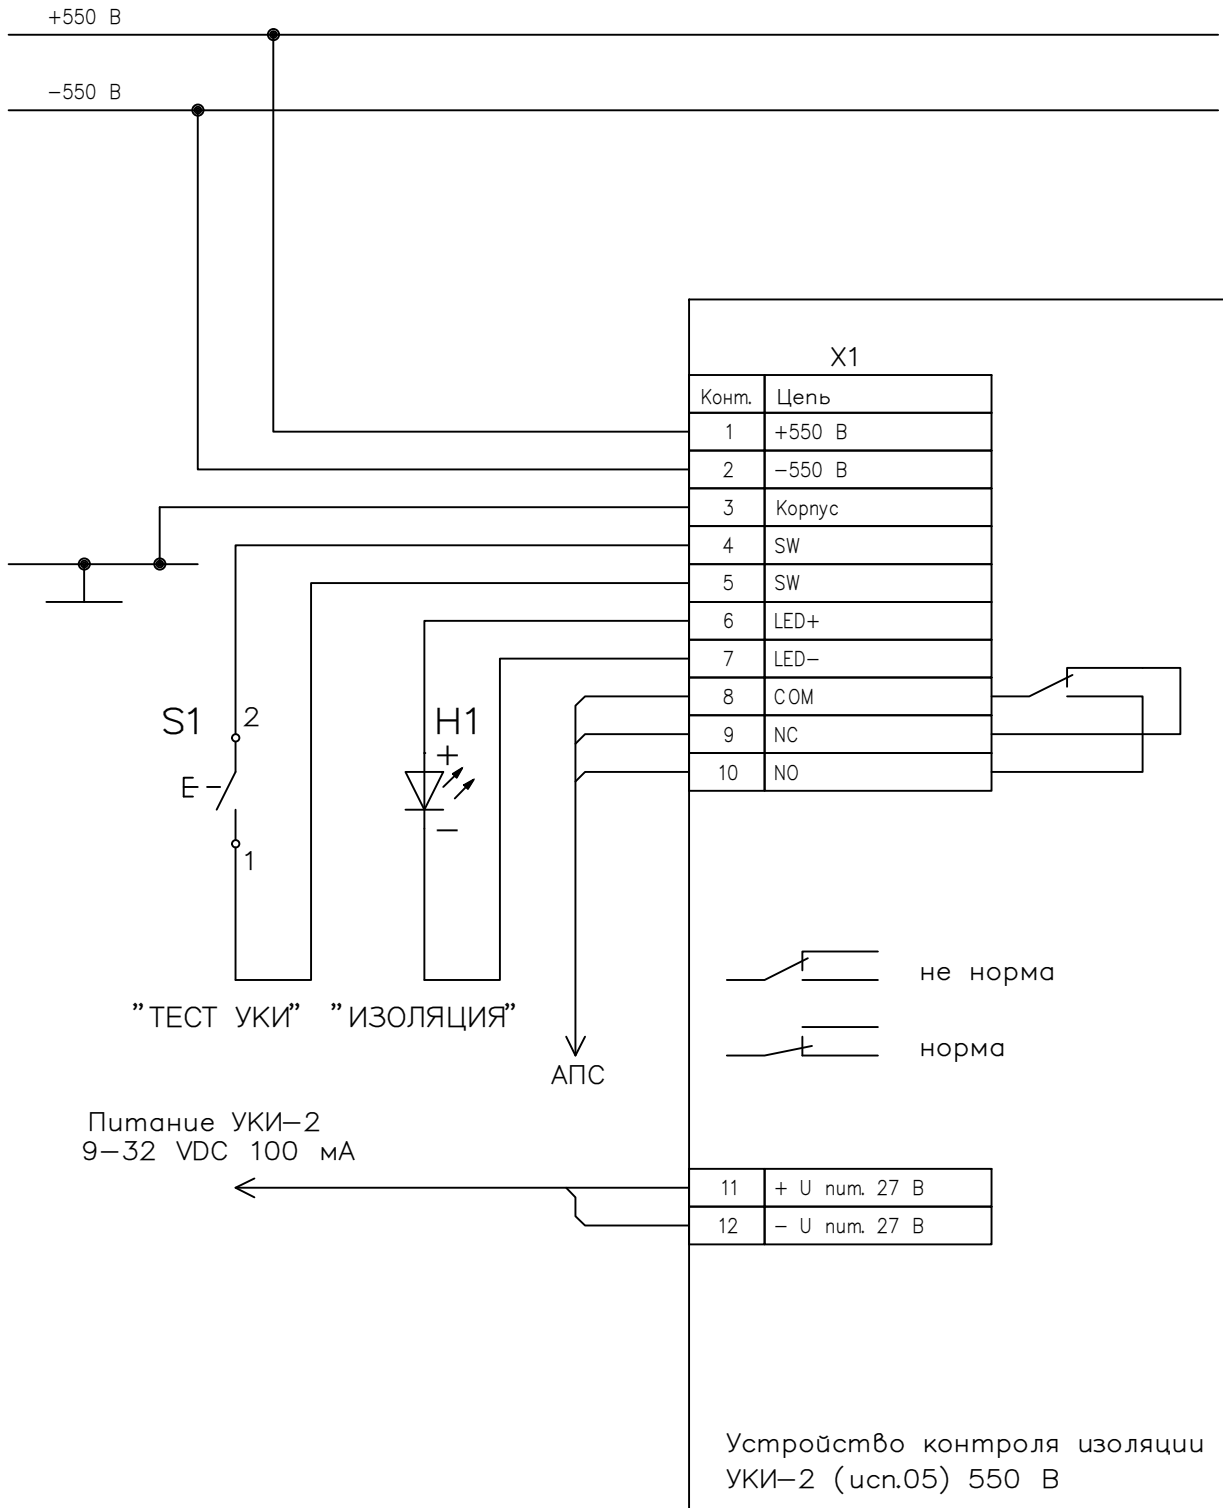 +550 В
-550 В
X1
Конт. Цепь
1 +550 В
2 -550 В
3 Корпус
4 SW
5 SW
6 LED+
7 LED-
8 COM
9 NC
10 NO
S1 2
1
H1
+
-
"ТЕСТ УКИ" "ИЗОЛЯЦИЯ"
АПС
не норма
норма
Питание УКИ-2
9-32 VDC 100 мА
11 + U пит. 27 В
12 - U пит. 27 В
Устройство контроля изоляции
УКИ-2 (исп.05) 550 В